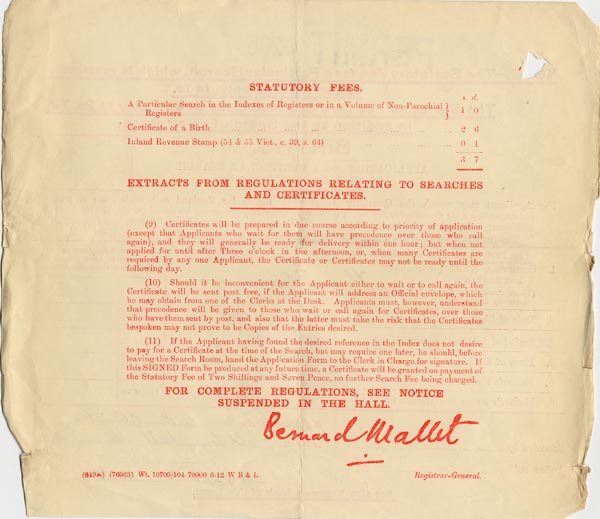 STATUTORY FEES.
s. d.
A Particular Search in the Indexes of Registers or in a Volume of Non-Parochial Registers } 1 0
Certificate of a Birth ... ... ... ... ... ... ... 2 6
Inland Revenue Stamp (54 & 55 Vict., c. 39, s. 64) ... ... ... ... 0 1
3 7
EXTRACTS FROM REGULATIONS RELATING TO SEARCHES
AND CERTIFICATES.
(9) Certificates will be prepared in due course according to priority of application
(except that Applicants who wait for them will have precedence over those who call
again), and they will generally be ready for delivery within one hour; but when not
applied for until after Three o'clock in the afternoon, or, when many Certificates are
required by any one Applicant, the Certificate or Certificates may not be ready until the
following day.
(10) Should it be inconvenient for the Applicant either to wait or to call again, the
Certificate will be sent post free, if the Applicant will address an Official envelope, which
he may obtain from one of the Clerks at the Desk. Applicants must, however, understand
that precedence will be given to those who wait or call again for Certificates, over those
who have them sent by post, and also that this latter must take the risk that the Certificates
bespoken may not prove to be Copies of the Entries desired.
(11) If the Applicant having found the desired reference in the Index does not desire
to pay for a Certificate at the time of the Search, but may require one later, he should, before
leaving the Search Room, hand the Application Form to the Clerk in Charge for signature. If
this SIGNED Form be produced at any future time, a Certificate will be granted on payment of
the Statutory Fee of Two Shillings and Seven Pence, no further Search Fee being charged.
FOR COMPLETE REGULATIONS, SEE NOTICE
SUSPENDED IN THE HALL.
Bernard Mallet
(76963) Wt. 10709/104 70000 6-12 W B & L
Registrar-General.